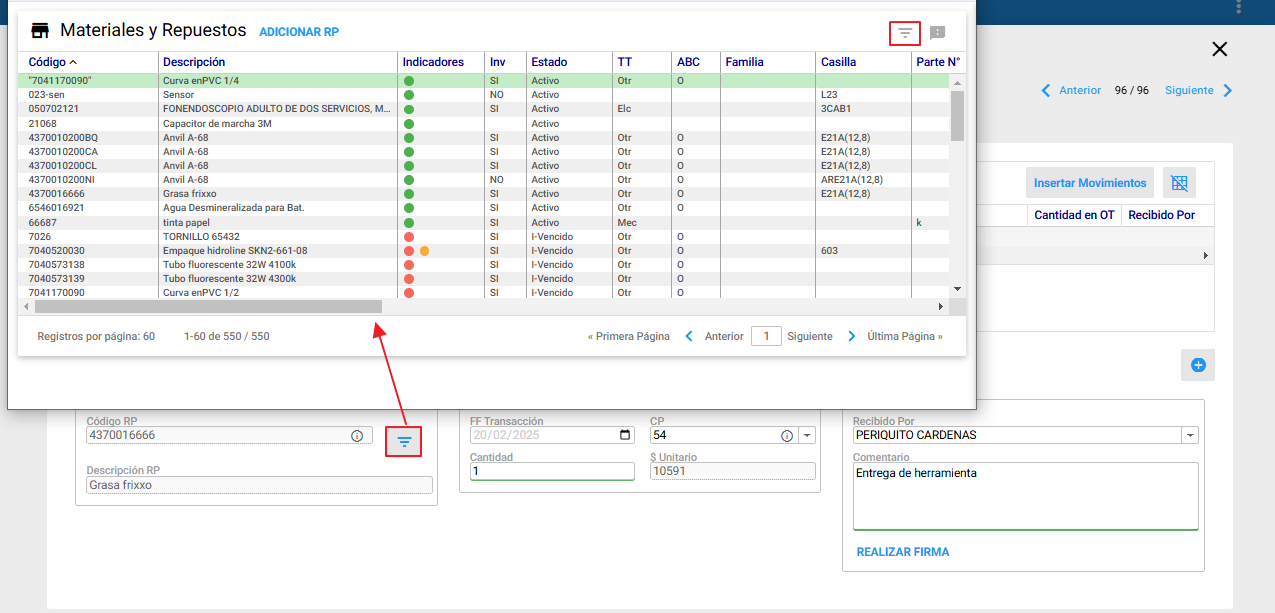 Materiales y Repuestos ADICIONAR RP
Código Descripción Indicadores Inv Estado TT ABC Familia Casilla Parte N°
"7041170090" Curva enPVC 1/4 SI Activo Otr O
023-sen Sensor NO Activo L23
050702121 FONENDOSCOPIO ADULTO DE DOS SERVICIOS, M... SI Activo Elc 3CAB1
21068 Capacitor de marcha 3M SI Activo
4370010200BQ Anvil A-68 SI Activo Otr O E21A(12,8)
4370010200CA Anvil A-68 SI Activo Otr O E21A(12,8)
4370010200CL Anvil A-68 SI Activo Otr O E21A(12,8)
4370010200NI Anvil A-68 NO Activo Otr O ARE21A(12,8)
4370016666 Grasa frixxo SI Activo Otr O E21A(12,8)
6546016921 Agua Desmineralizada para Bat. SI Activo Otr O
66687 tinta papel SI Activo Mec k
7026 TORNILLO 65432 SI I-Vencido Otr O
7040520030 Empaque hidroline SKN2-661-08 SI I-Vencido Otr O 603
7040573138 Tubo fluorescente 32W 4100k SI I-Vencido Otr O
7040573139 Tubo fluorescente 32W 4300k SI I-Vencido Otr O
7041170090 Curva enPVC 1/2 SI I-Vencido Otr O
Registros por página: 60 1-60 de 550 / 550 « Primera Página Anterior 1 Siguiente Última Página »
Anterior 96 / 96 Siguiente
Insertar Movimientos
Cantidad en OT Recibido Por
Código RP
4370016666
Descripción RP
Grasa frixxo
FF Transacción CP
20/02/2025 54
Cantidad $ Unitario
1 10591
Recibido Por
PERIQUITO CARDENAS
Comentario
Entrega de herramienta
REALIZAR FIRMA